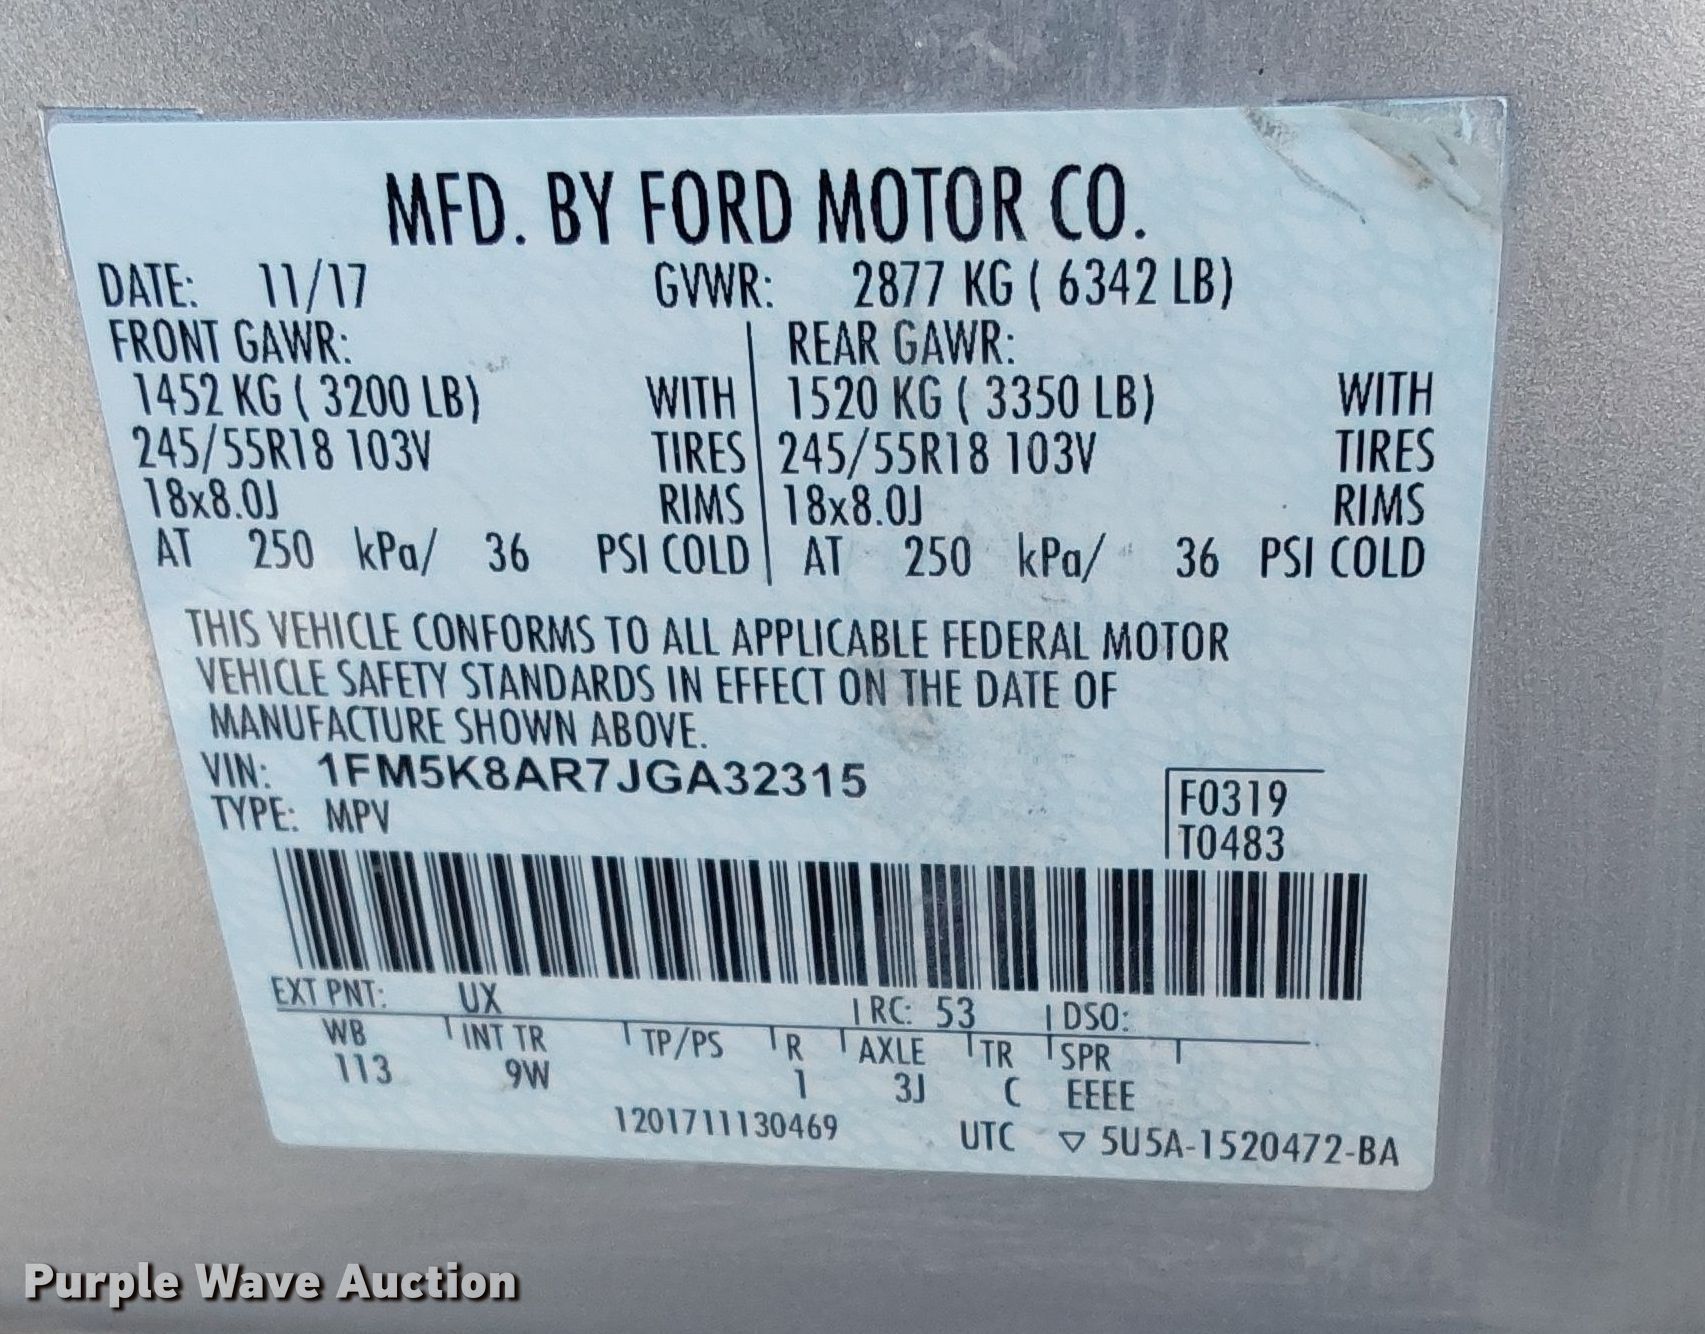 MFD. BY FORD MOTOR CO.
DATE: 11/17 GVWR: 2877 KG ( 6342 LB)
FRONT GAWR: REAR GAWR:
1452 KG ( 3200 LB) WITH 1520 KG ( 3350 LB) WITH
245/55R18 103V TIRES 245/55R18 103V TIRES
18x8.0J RIMS 18x8.0J RIMS
AT 250 kPa/ 36 PSI COLD AT 250 kPa/ 36 PSI COLD
THIS VEHICLE CONFORMS TO ALL APPLICABLE FEDERAL MOTOR
VEHICLE SAFETY STANDARDS IN EFFECT ON THE DATE OF
MANUFACTURE SHOWN ABOVE.
VIN: 1FM5K8AR7JGA32315
TYPE: MPV
F0319
T0483
EXT PNT: UX RC: 53 DSO:
WB INT TR TP/PS R AXLE TR SPR
113 9W 1 3J C EEEE
1201711130469 UTC ▽ 5U5A-1520472-BA
Purple Wave Auction